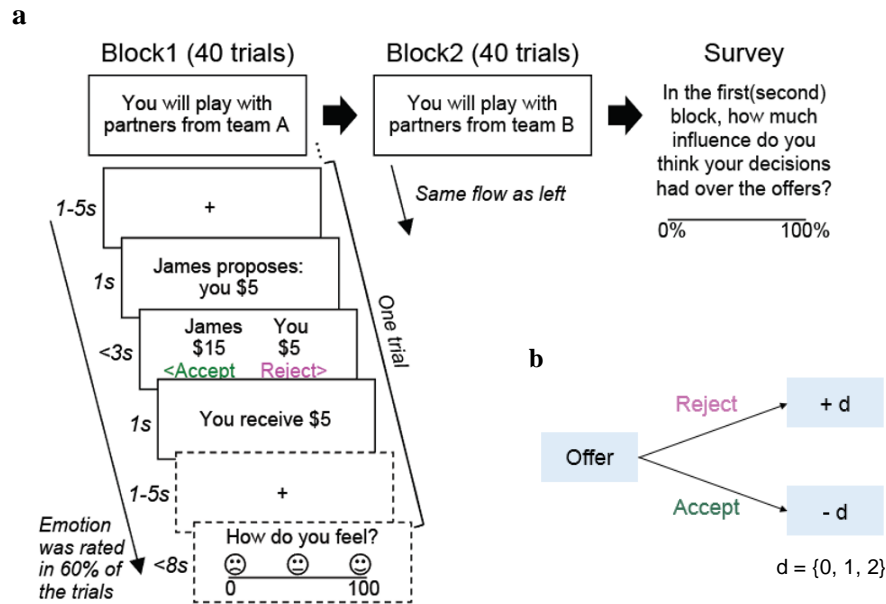 a
Block1 (40 trials)
You will play with
partners from team A
Block2 (40 trials)
You will play with
partners from team B
Survey
In the first(second)
block, how much
influence do you
think your decisions
had over the offers?
0% 100%
Same flow as left
1-5s
+
1s
James proposes:
you $5
<3s
James You
$15 $5
<Accept Reject>
1s
You receive $5
1-5s
+
<8s
How do you feel?
0 100
One trial
Emotion
was rated
in 60% of
the trials
b
Offer
Reject
+ d
Accept
- d
d = {0, 1, 2}